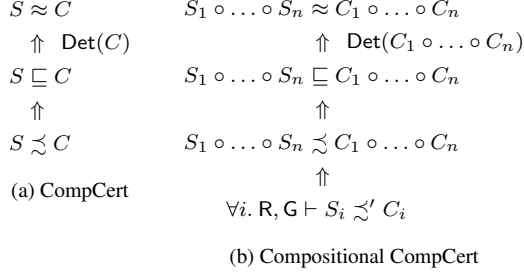 S ≈ C
⇑ Det(C)
S ⊑ C
⇑
S ≾ C
(a) CompCert
S₁ ∘ … ∘ Sₙ ≈ C₁ ∘ … ∘ Cₙ
⇑ Det(C₁ ∘ … ∘ Cₙ)
S₁ ∘ … ∘ Sₙ ⊑ C₁ ∘ … ∘ Cₙ
⇑
S₁ ∘ … ∘ Sₙ ≾ C₁ ∘ … ∘ Cₙ
⇑
∀i. R, G ⊢ Sᵢ ≾′ Cᵢ
(b) Compositional CompCert